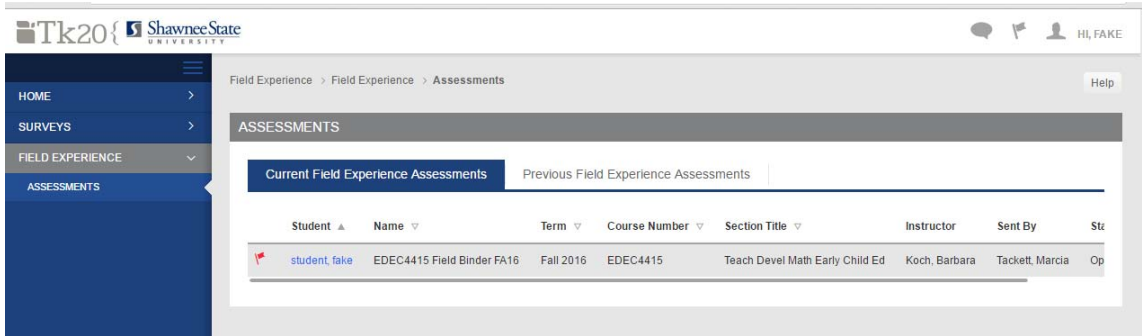 Tk20{ Shawnee State
UNIVERSITY
HI, FAKE
Field Experience > Field Experience > Assessments
Help
HOME
SURVEYS
FIELD EXPERIENCE
ASSESSMENTS
ASSESSMENTS
Current Field Experience Assessments Previous Field Experience Assessments
Student Name Term Course Number Section Title Instructor Sent By Sta
student, fake EDEC4415 Field Binder FA16 Fall 2016 EDEC4415 Teach Devel Math Early Child Ed Koch, Barbara Tackett, Marcia Op